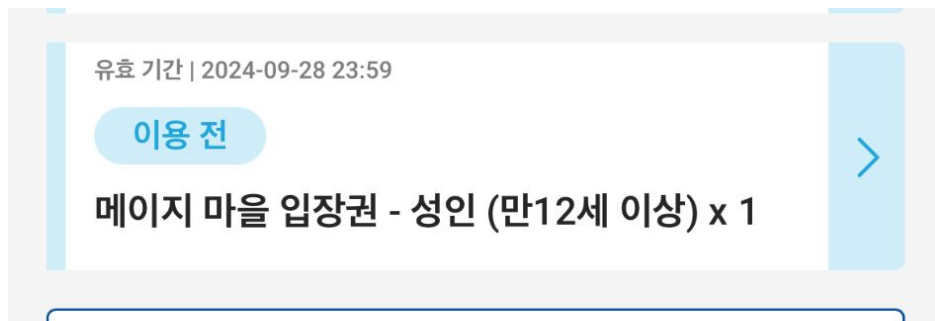 유효 기간 | 2024-09-28 23:59
이용 전
메이지 마을 입장권 - 성인 (만12세 이상) x 1